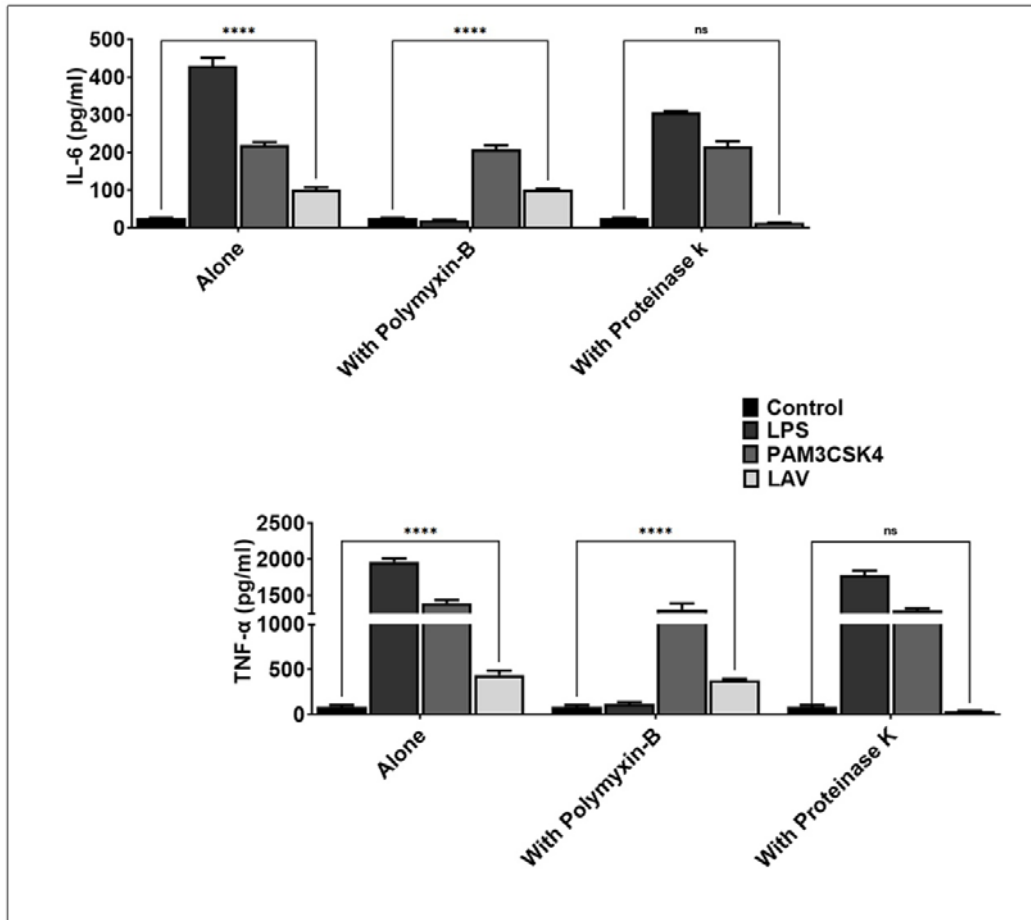 IL-6 (pg/ml)
500
400
300
200
100
0
****
****
ns
Alone
With Polymyxin-B
With Proteinase k
Control
LPS
PAM3CSK4
LAV
TNF-α (pg/ml)
2500
2000
1500
1000
500
0
****
****
ns
Alone
With Polymyxin-B
With Proteinase K